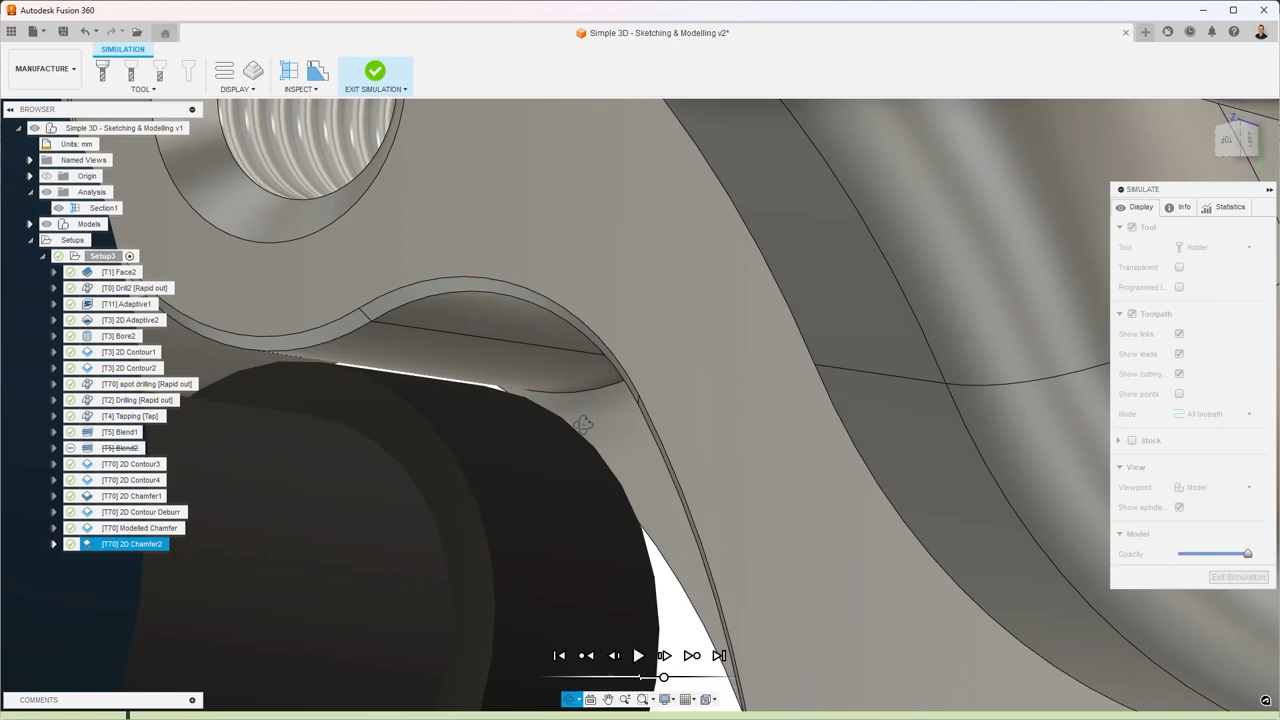 Autodesk Fusion 360
Simple 3D - Sketching & Modelling v2*
SIMULATION
MANUFACTURE
TOOL
DISPLAY
INSPECT
EXIT SIMULATION
BROWSER
Simple 3D - Sketching & Modelling v1
Units: mm
Named Views
Origin
Analysis
Section1
Models
Setups
Setup3
[T1] Face2
[T0] Drill2 [Rapid out]
[T11] Adaptive1
[T3] 2D Adaptive2
[T3] Bore2
[T3] 2D Contour1
[T3] 2D Contour2
[T70] spot drilling [Rapid out]
[T2] Drilling [Rapid out]
[T4] Tapping [Tap]
[T5] Blend1
[T5] Blend2
[T70] 2D Contour3
[T70] 2D Contour4
[T70] 2D Chamfer1
[T70] 2D Contour Deburr
[T70] Modelled Chamfer
[T70] 2D Chamfer2
Z
TOP
LEFT
SIMULATE
Display
Info
Statistics
Tool
Tool
Holder
Transparent
Programmed I...
Toolpath
Show links
Show leads
Show cutting...
Show points
Mode
All toolpath
Stock
View
Viewpoint
Model
Show spindle...
Model
Opacity
Exit Simulation
COMMENTS